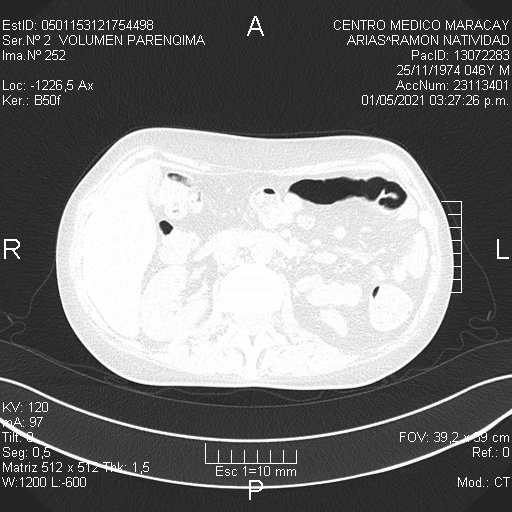 EstID: 0501153121754498
Ser.Nº 2 VOLUMEN PARENQIMA
Ima.Nº 252
Loc: -1226,5 Ax
Ker.: B50f
A
CENTRO MEDICO MARACAY
ARIAS^RAMON NATIVIDAD
PacID: 13072283
25/11/1974 046Y M
AccNum: 23113401
01/05/2021 03:27:26 p.m.
R
L
KV: 120
mA: 97
Tilt: 0
Seg: 0,5
Matriz 512 x 512 Thk: 1,5
W:1200 L:-600
Esc 1=10 mm
P
FOV: 39,2 x 39 cm
Ref.: 0
Mod.: CT